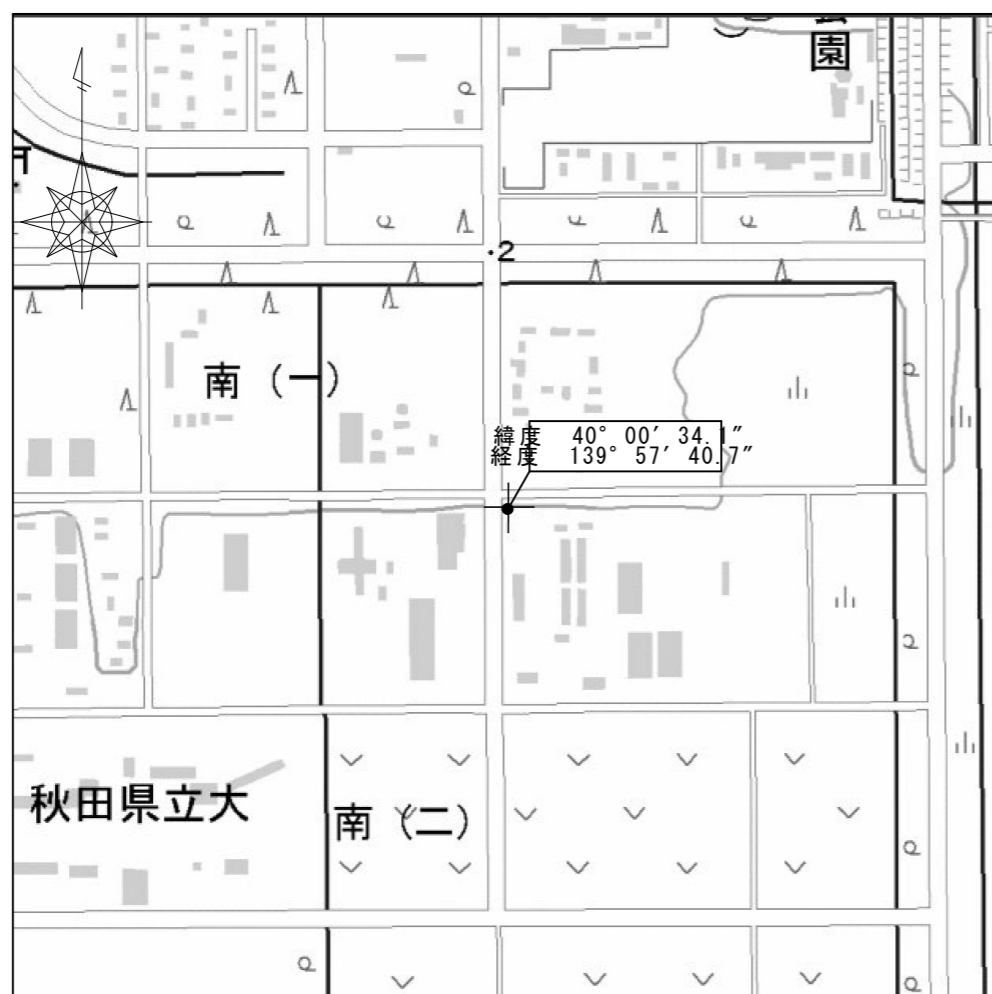 園
・2
南（一）
緯度 40° 00′ 34.1″
経度 139° 57′ 40.7″
秋田県立大
南（二）